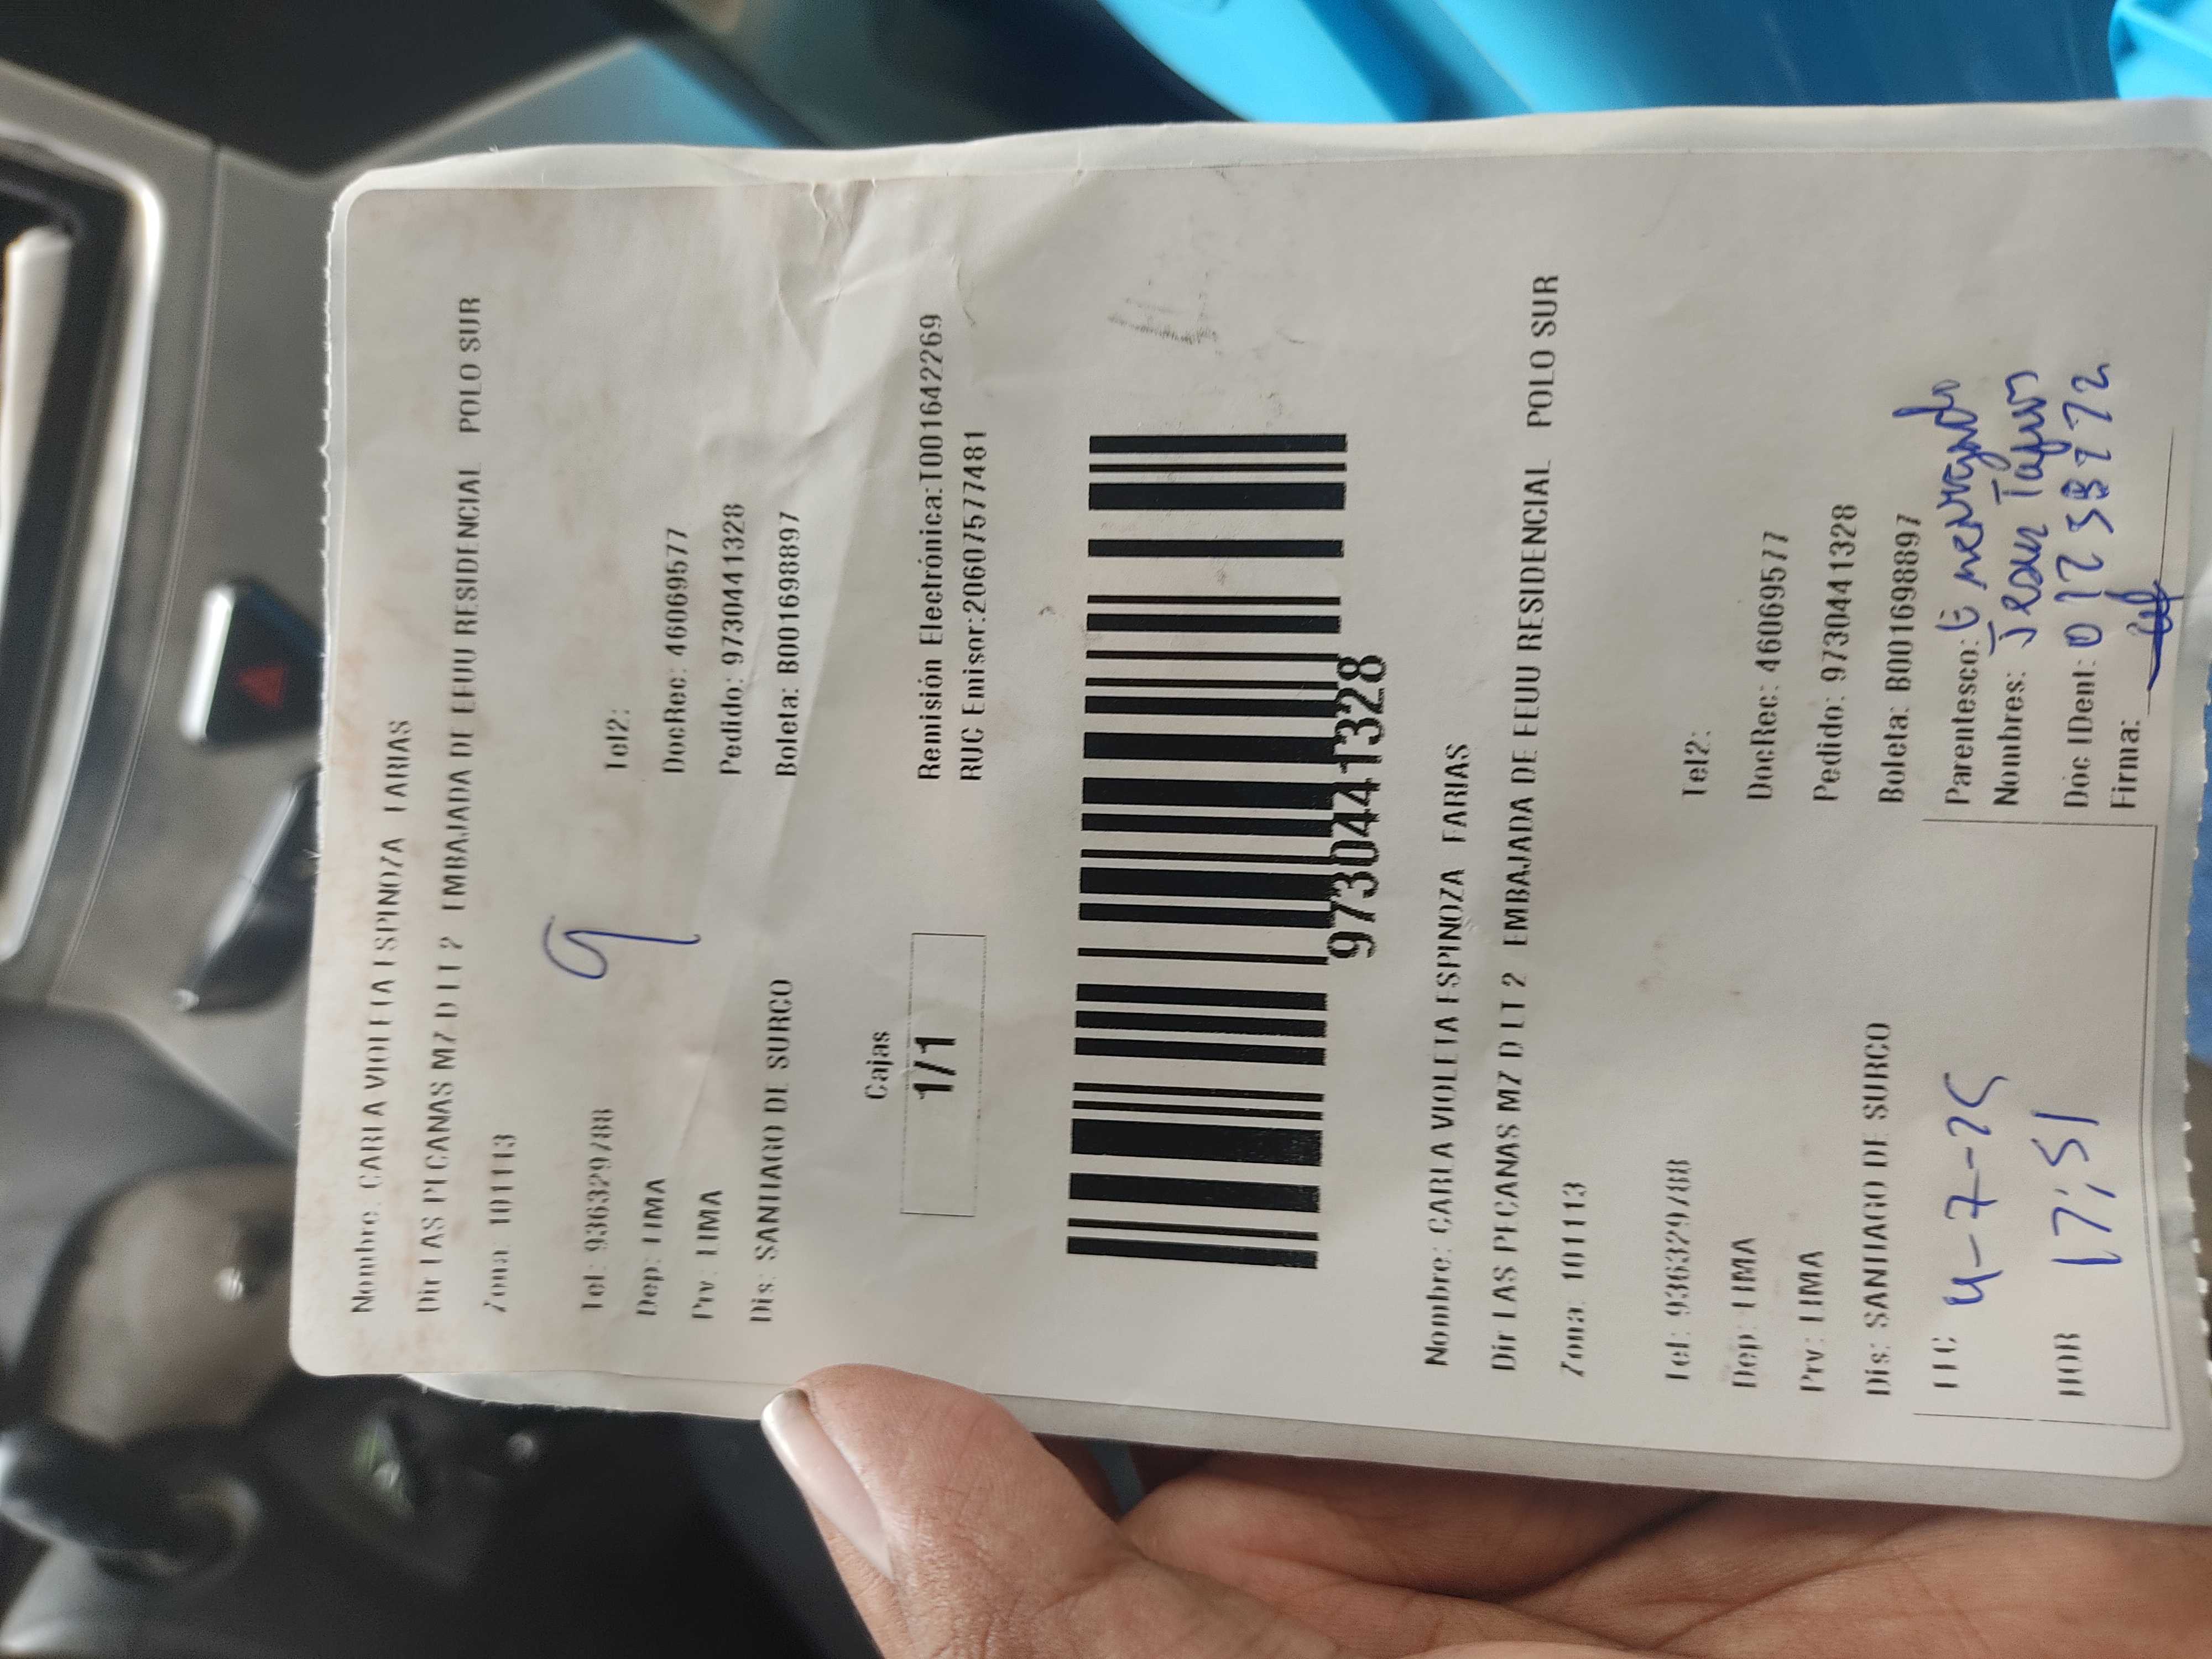 Nombre: CARLA VIOLETA ESPINOZA FARIAS
Dir LAS PECANAS MZ D LT 2 EMBAJADA DE EEUU RESIDENCIAL POLO SUR
Zona: 101113
9
Tel: 936329788 Tel2:
Dep: LIMA DocRec: 46069577
Prv: LIMA Pedido: 9730441328
Dis: SANTIAGO DE SURCO Boleta: B001698897
Cajas
1/1
Remisión Electrónica:T001642269
RUC Emisor:20607577481
9730441328
Nombre: CARLA VIOLETA ESPINOZA FARIAS
Dir LAS PECANAS MZ D LT 2 EMBAJADA DE EEUU RESIDENCIAL POLO SUR
Zona: 101113
Tel: 936329788 Tel2:
Dep: LIMA DocRec: 46069577
Prv: LIMA Pedido: 9730441328
Dis: SANTIAGO DE SURCO Boleta: B001698897
FEC 4-7-25 Parentesco:
Nombres: Jean
HOR 17:51 Doc IDent:
Firma: